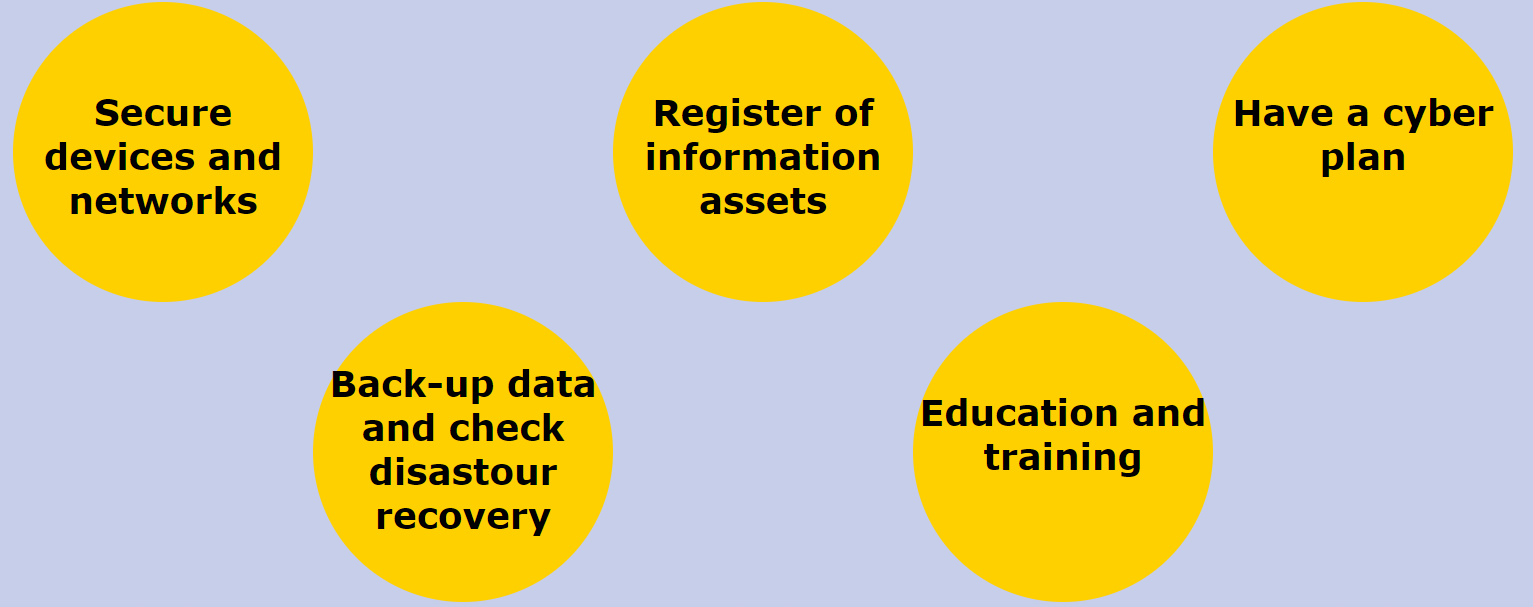 Secure
devices and
networks
Back-up data
and check
disastour
recovery
Register of
information
assets
Education and
training
Have a cyber
plan